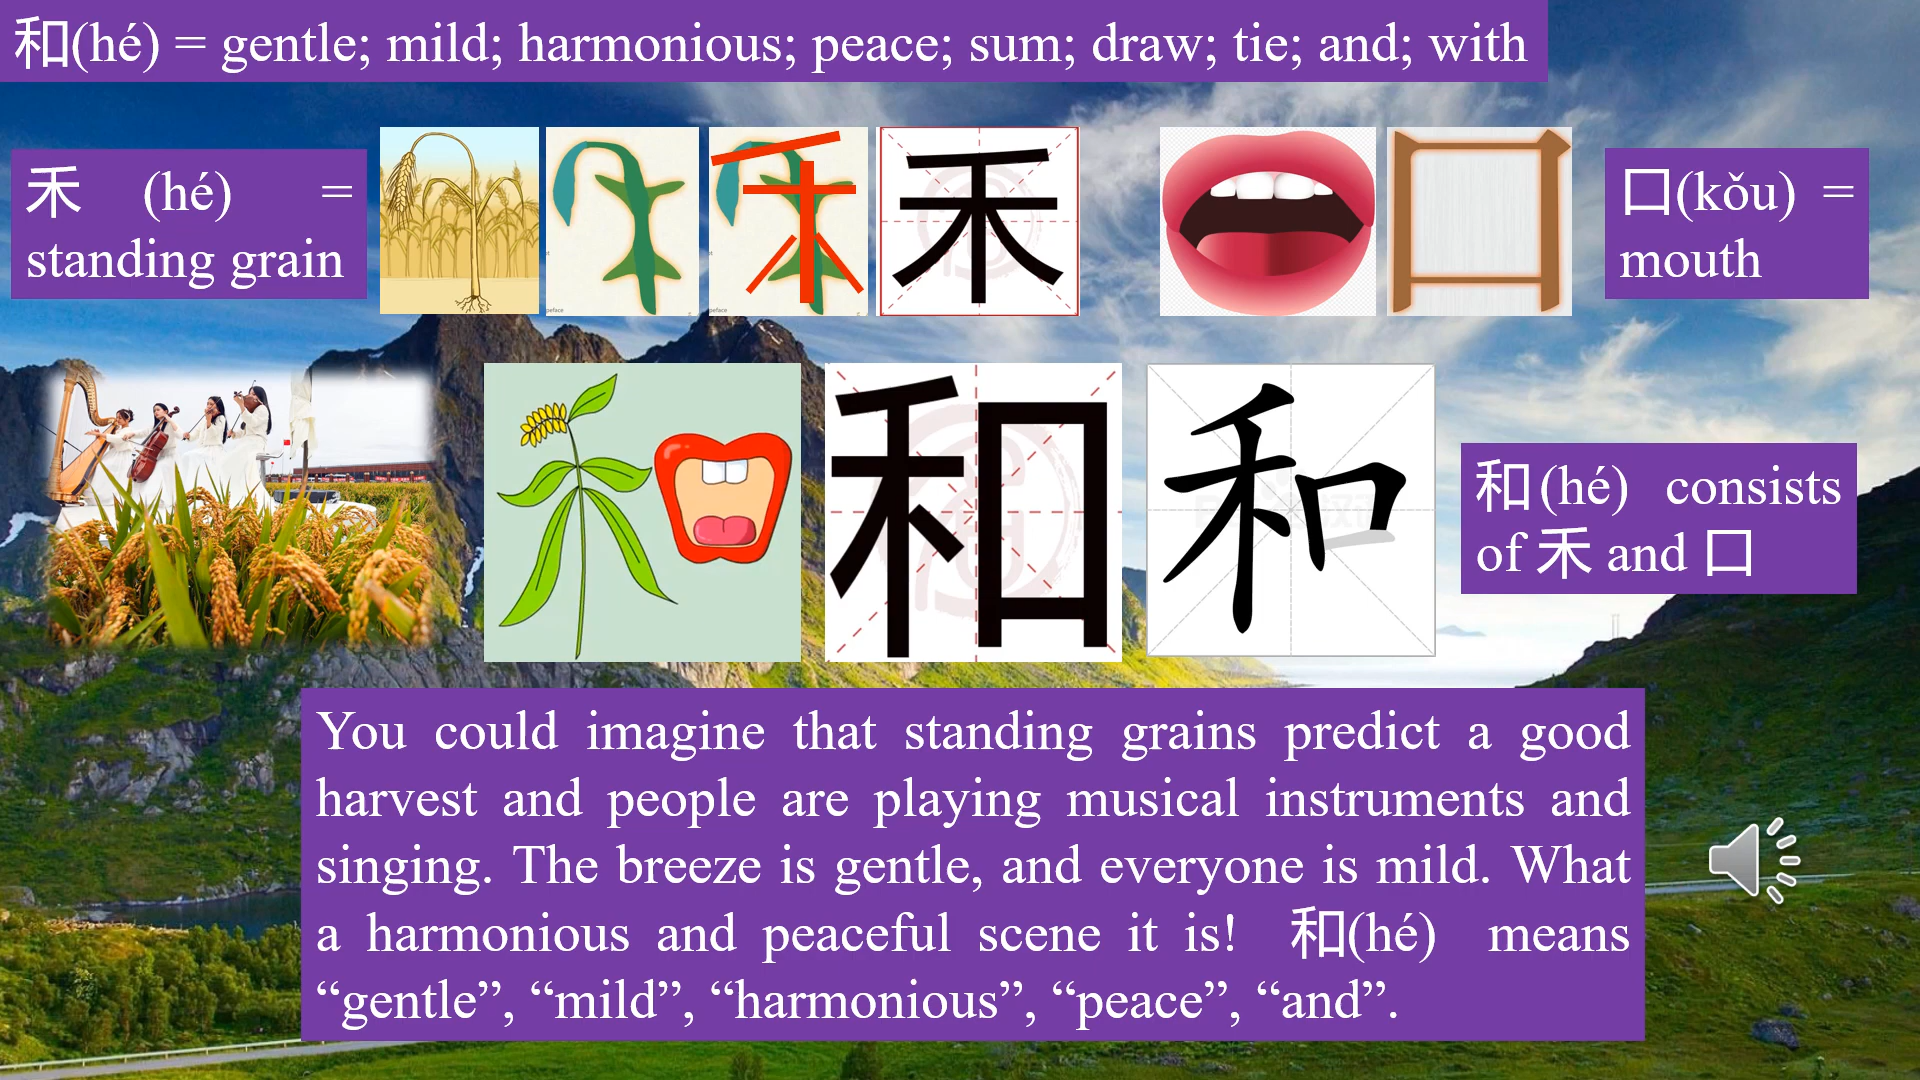 和(hé) = gentle; mild; harmonious; peace; sum; draw; tie; and; with
禾 (hé) =
standing grain
禾
口(kǒu) =
mouth
和
和
和(hé) consists
of 禾 and 口
You could imagine that standing grains predict a good
harvest and people are playing musical instruments and
singing. The breeze is gentle, and everyone is mild. What
a harmonious and peaceful scene it is! 和(hé) means
“gentle”, “mild”, “harmonious”, “peace”, “and”.